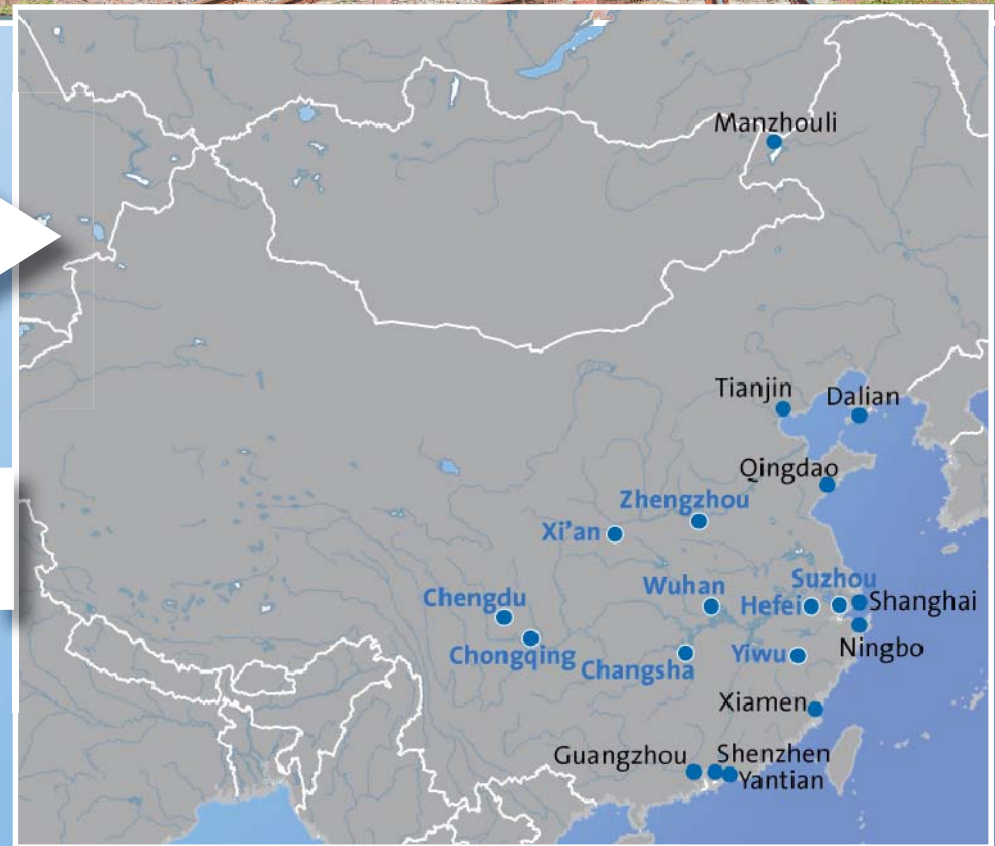 Manzhouli
Tianjin
Dalian
Qingdao
Zhengzhou
Xi’an
Suzhou
Wuhan
Chengdu
Hefei
Shanghai
Chongqing
Changsha
Yiwu
Ningbo
Xiamen
Guangzhou
Shenzhen
Yantian